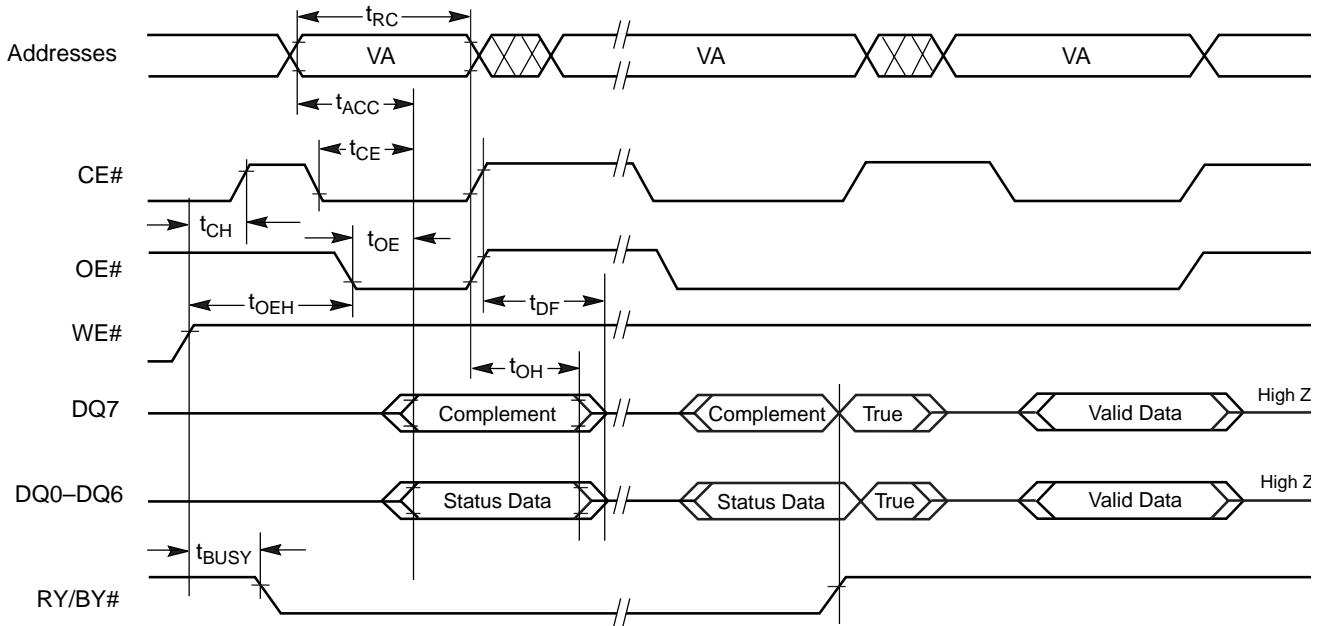 tRC
Addresses VA VA VA
tACC
tCE
CE#
tCH tOE
OE#
tOEH tDF
WE#
tOH
DQ7 Complement Complement True Valid Data High Z
DQ0–DQ6 Status Data Status Data True Valid Data High Z
tBUSY
RY/BY#